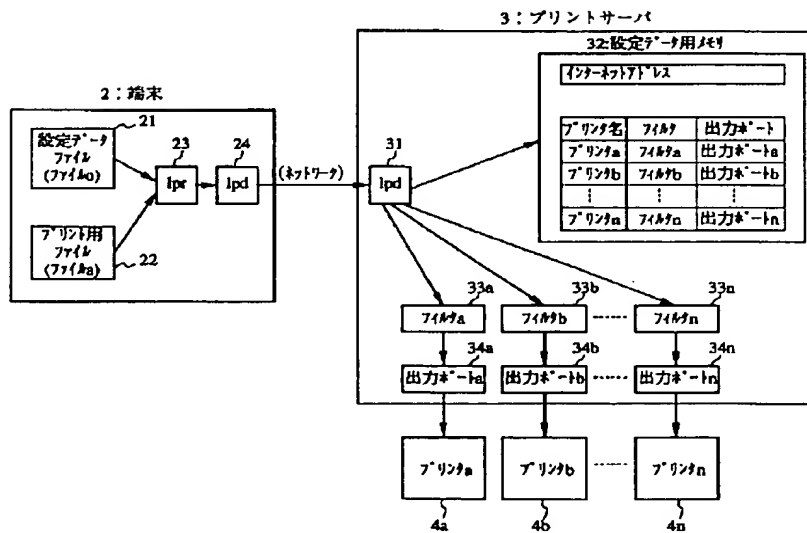 3：プリントサーバ
32:設定データ用メモリ
インターネットアドレス
プリンタ名 フィルタ 出力ポート
プリンタa フィルタa 出力ポートa
プリンタb フィルタb 出力ポートb
プリンタn フィルタn 出力ポートn
2：端末
21
設定データ
ファイル
(ファイルo)
23
lpr
24
lpd
(ネットワーク)
31
lpd
プリント用
ファイル
(ファイルa)
22
33a
フィルタa
33b
フィルタb
33n
フィルタn
34a
出力ポートa
34b
出力ポートb
34n
出力ポートn
プリンタa
プリンタb
プリンタn
4a
4b
4n